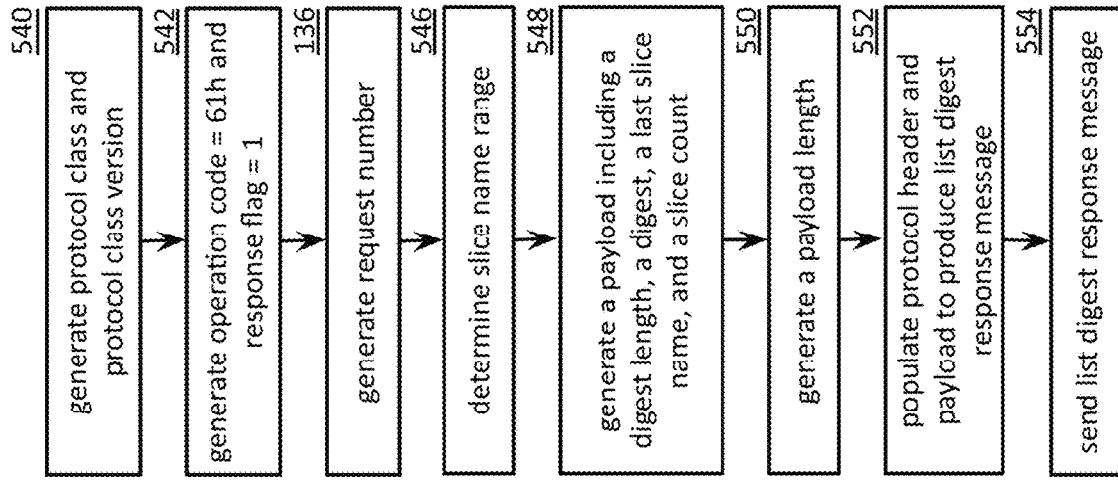 540
generate protocol class and
protocol class version
542
generate operation code = 61h and
response flag = 1
136
generate request number
546
determine slice name range
548
generate a payload including a
digest length, a digest, a last slice
name, and a slice count
550
generate a payload length
552
populate protocol header and
payload to produce list digest
response message
554
send list digest response message